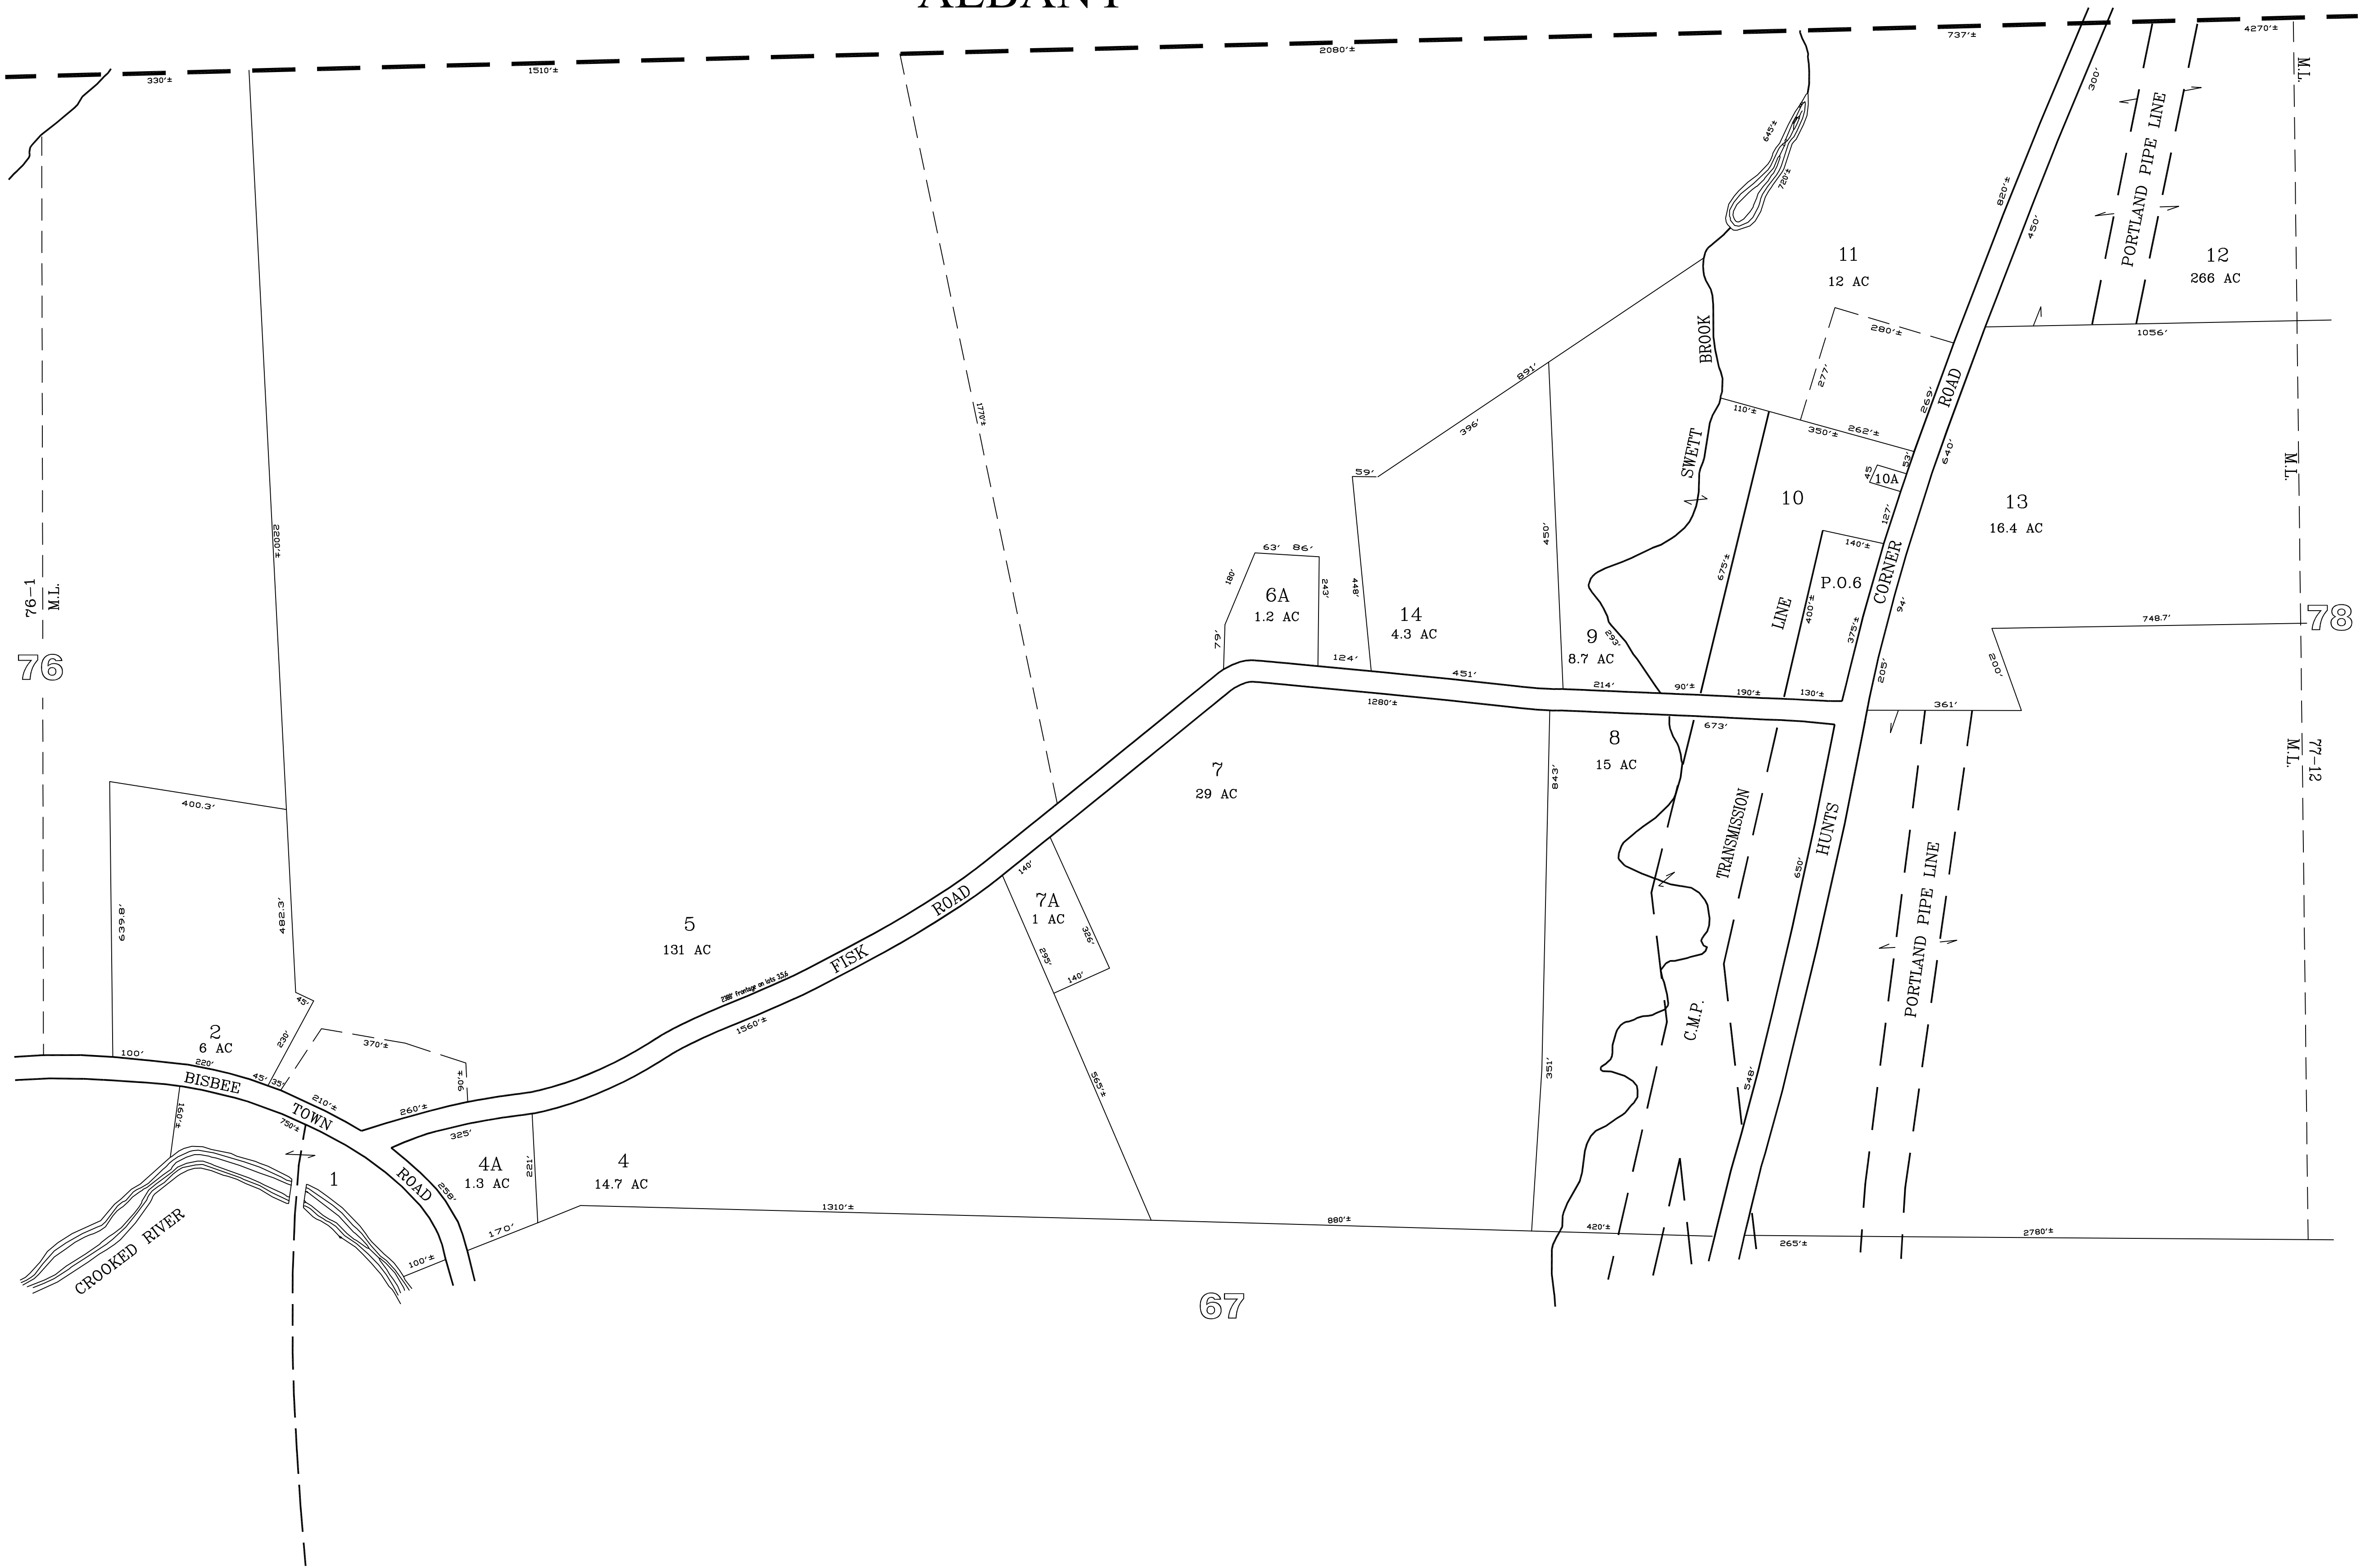 ALBANY
330'±
1510'±
2080'±
737'±
4270'±
M.L.
300'
PORTLAND PIPE LINE
645'±
720'±
820'±
450'
11
12 AC
12
266 AC
280'±
277'
1056'
BROOK
SWETT
891'
396'
59'
1770'±
110'±
350'±
262'±
269'
ROAD
53'
640'
45
10A
10
127'
13
16.4 AC
M.L.
2200'±
450'
448'
63'
86'
180'
243'
6A
1.2 AC
79'
124'
14
4.3 AC
451'
9
8.7 AC
293'
675'±
LINE
140'±
P.O.6
400'±
375'±
CORNER
94'
748.7'
200'
205'
361'
78
76-1
M.L.
76
214'
90'±
190'±
130'±
1280'±
673'
7
29 AC
8
15 AC
843'
77-12
M.L.
400.3'
639.8'
482.3'
TRANSMISSION
650'
HUNTS
PORTLAND PIPE LINE
5
131 AC
ROAD
FISK
140'
7A
1 AC
326'
295'
140'
1560'±
45'
230'
2
6 AC
100'
220'
45'
35'
370'±
90'±
BISBEE
TOWN
ROAD
210'±
260'±
325'
160'±
750'±
1
258'
4A
1.3 AC
221'
4
14.7 AC
170'
100'±
CROOKED RIVER
565'±
351'
C.M.P.
548'
1310'±
880'±
420'±
265'±
2780'±
67